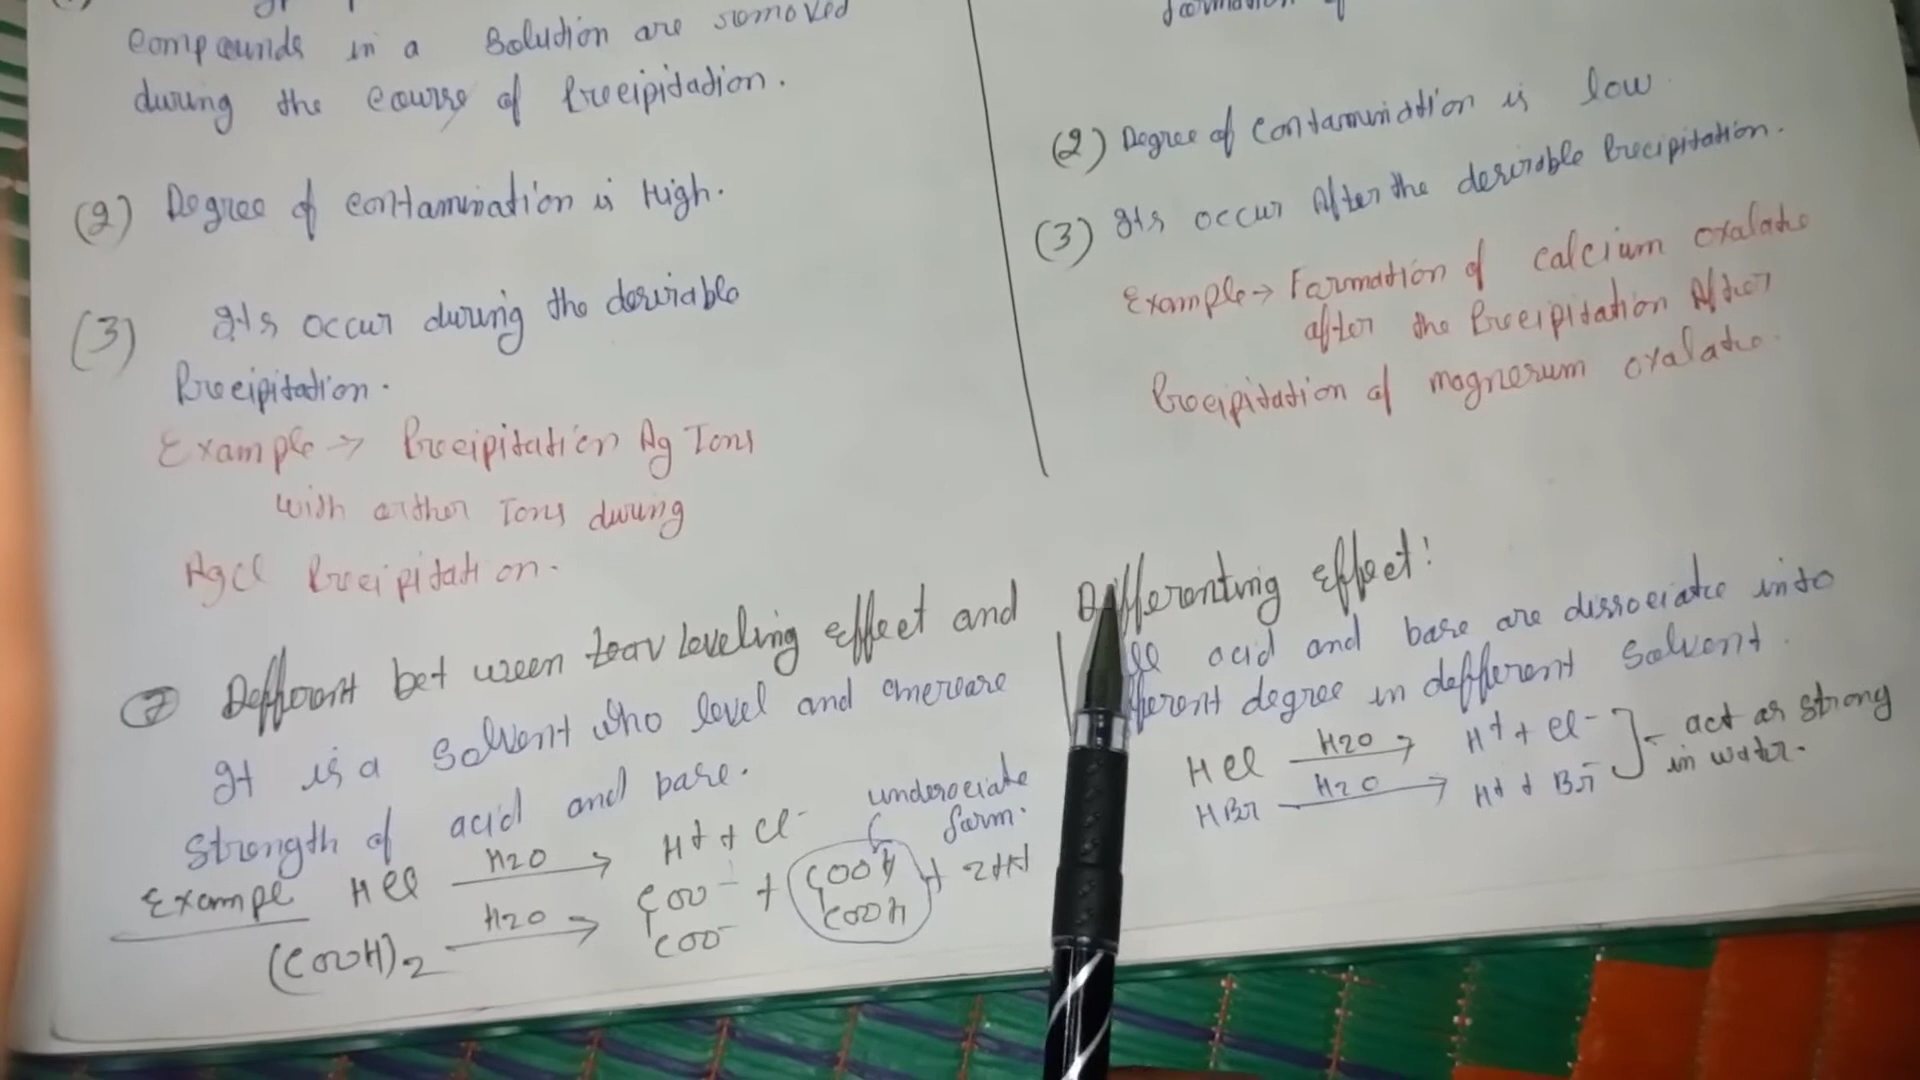 compounds in a Solution are removed
during the course of Precipitation.
(2) Degree of contamination is High.
(3) Its occur during the desirable
Precipitation.
Example → Precipitation Ag Ions
with other Ions during
AgCl Precipitation.
(2) Degree of contamination is low.
(3) Its occur After the desirable Precipitation.
Example → Formation of calcium oxalate
after the Precipitation After
Precipitation of magnesium oxalate.
⑦ Different between leveling effect and Differenting effect:
It is a Solvent who level and increase
Strength of acid and base.
Example HCl H2O → H+ + Cl-
(COOH)2 H2O → COO- COO- + COOH COOH + 2H+
undissociate
form.
acid and base are dissociate into
degree in different Solvent.
HCl H2O → H+ + Cl-
HBr H2O → H+ + Br-
] - act as strong
in water.